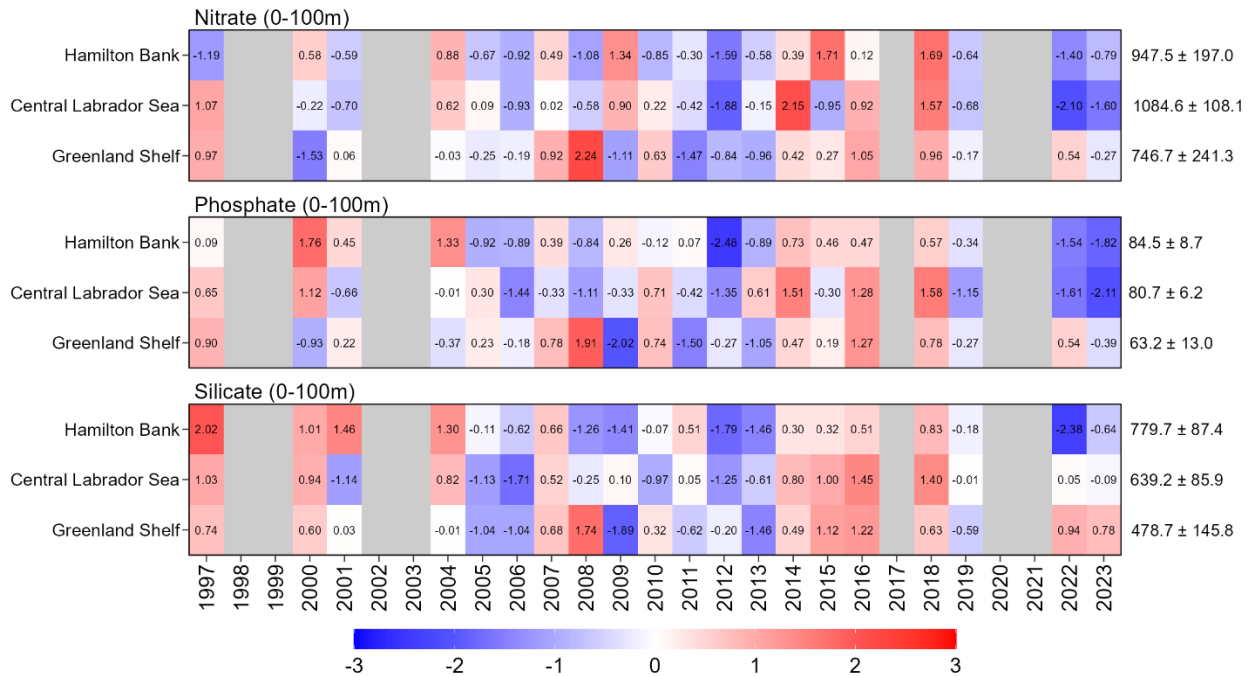 Nitrate (0-100m)
Hamilton Bank -1.19 0.58 -0.59 0.88 -0.67 -0.92 0.49 -1.08 1.34 -0.85 -0.30 -1.59 -0.58 0.39 1.71 0.12 1.69 -0.64 -1.40 -0.79 947.5 ± 197.0
Central Labrador Sea 1.07 -0.22 -0.70 0.62 0.09 -0.93 0.02 -0.58 0.90 0.22 -0.42 -1.88 -0.15 2.15 -0.95 0.92 1.57 -0.68 -2.10 -1.60 1084.6 ± 108.1
Greenland Shelf 0.97 -1.53 0.06 -0.03 -0.25 -0.19 0.92 2.24 -1.11 0.63 -1.47 -0.84 -0.96 0.42 0.27 1.05 0.96 -0.17 0.54 -0.27 746.7 ± 241.3
Phosphate (0-100m)
Hamilton Bank 0.09 1.76 0.45 1.33 -0.92 -0.89 0.39 -0.84 0.26 -0.12 0.07 -2.48 -0.89 0.73 0.46 0.47 0.57 -0.34 -1.54 -1.82 84.5 ± 8.7
Central Labrador Sea 0.65 1.12 -0.66 -0.01 0.30 -1.44 -0.33 -1.11 -0.33 0.71 -0.42 -1.35 0.61 1.51 -0.30 1.28 1.58 -1.15 -1.61 -2.11 80.7 ± 6.2
Greenland Shelf 0.90 -0.93 0.22 -0.37 0.23 -0.18 0.78 1.91 -2.02 0.74 -1.50 -0.27 -1.05 0.47 0.19 1.27 0.78 -0.27 0.54 -0.39 63.2 ± 13.0
Silicate (0-100m)
Hamilton Bank 2.02 1.01 1.46 1.30 -0.11 -0.62 0.66 -1.26 -1.41 -0.07 0.51 -1.79 -1.46 0.30 0.32 0.51 0.83 -0.18 -2.38 -0.64 779.7 ± 87.4
Central Labrador Sea 1.03 0.94 -1.14 0.82 -1.13 -1.71 0.52 -0.25 0.10 -0.97 0.05 -1.25 -0.61 0.80 1.00 1.45 1.40 -0.01 0.05 -0.09 639.2 ± 85.9
Greenland Shelf 0.74 0.60 0.03 -0.01 -1.04 -1.04 0.68 1.74 -1.89 0.32 -0.62 -0.20 -1.46 0.49 1.12 1.22 0.63 -0.59 0.94 0.78 478.7 ± 145.8
1997 1998 1999 2000 2001 2002 2003 2004 2005 2006 2007 2008 2009 2010 2011 2012 2013 2014 2015 2016 2017 2018 2019 2020 2021 2022 2023
-3 -2 -1 0 1 2 3